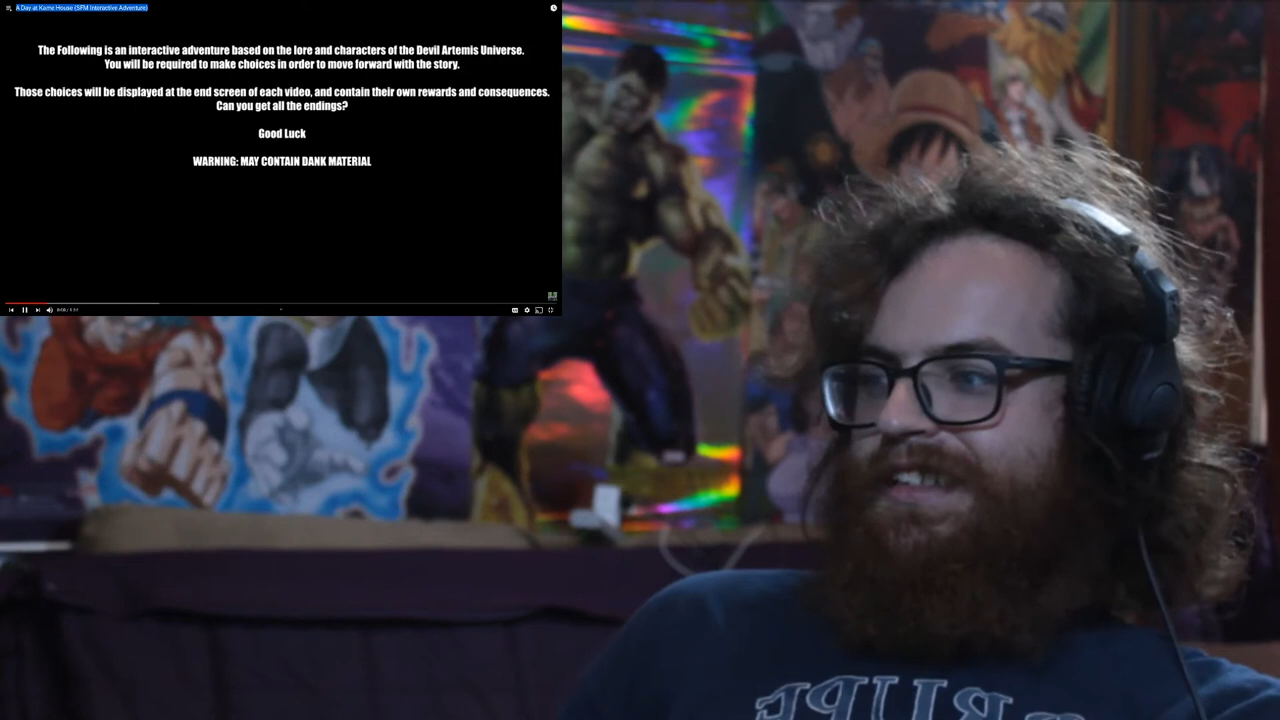 A Day at Kame House (SFM Interactive Adventure)
The Following is an interactive adventure based on the lore and characters of the Devil Artemis Universe.
You will be required to make choices in order to move forward with the story.
Those choices will be displayed at the end screen of each video, and contain their own rewards and consequences.
Can you get all the endings?
Good Luck
WARNING: MAY CONTAIN DANK MATERIAL